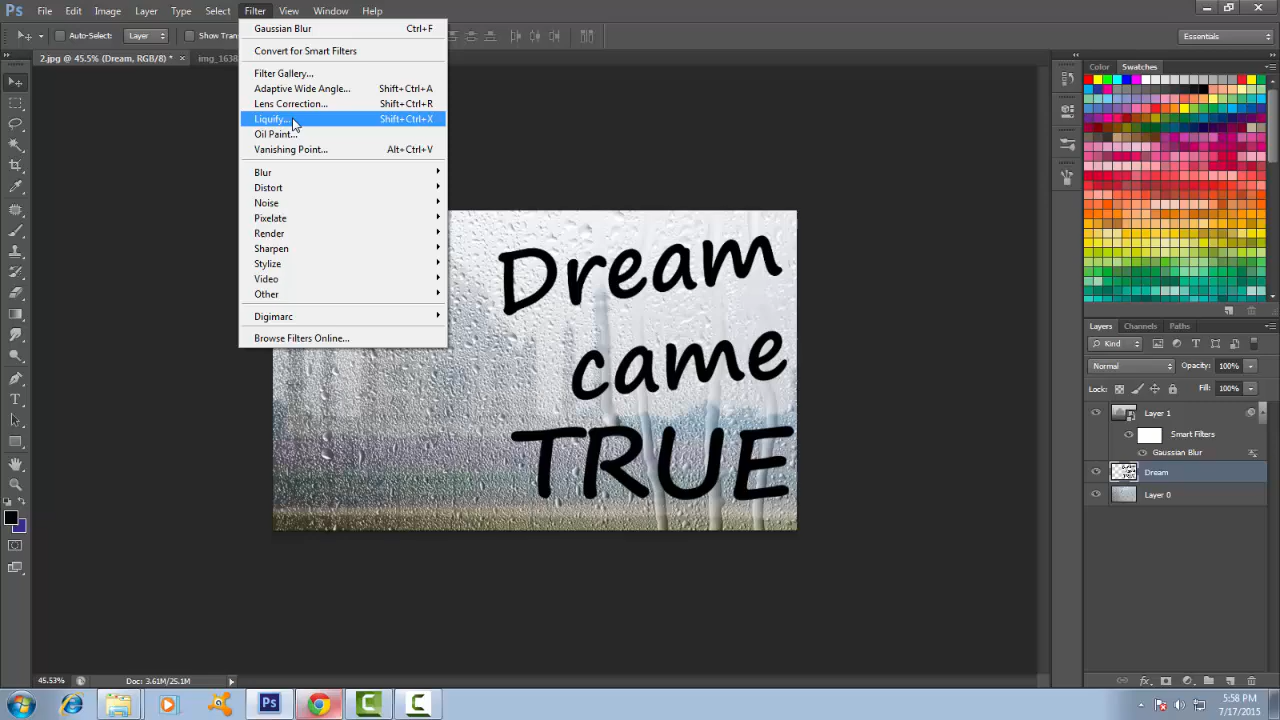 Ps File Edit Image Layer Type Select Filter View Window Help
Auto-Select: Layer Show Tran Essentials
2.jpg @ 45.5% (Dream, RGB/8) * × img_1638
Gaussian Blur Ctrl+F
Convert for Smart Filters
Filter Gallery...
Adaptive Wide Angle... Shift+Ctrl+A
Lens Correction... Shift+Ctrl+R
Liquify... Shift+Ctrl+X
Oil Paint...
Vanishing Point... Alt+Ctrl+V
Blur
Distort
Noise
Pixelate
Render
Sharpen
Stylize
Video
Other
Digimarc
Browse Filters Online...
Dream
came
TRUE
Color Swatches
Layers Channels Paths
Kind
Normal Opacity: 100%
Lock: Fill: 100%
Layer 1
Smart Filters
Gaussian Blur
Dream
Layer 0
45.53% Doc: 3.61M/25.1M
Ps
5:58 PM
7/17/2015